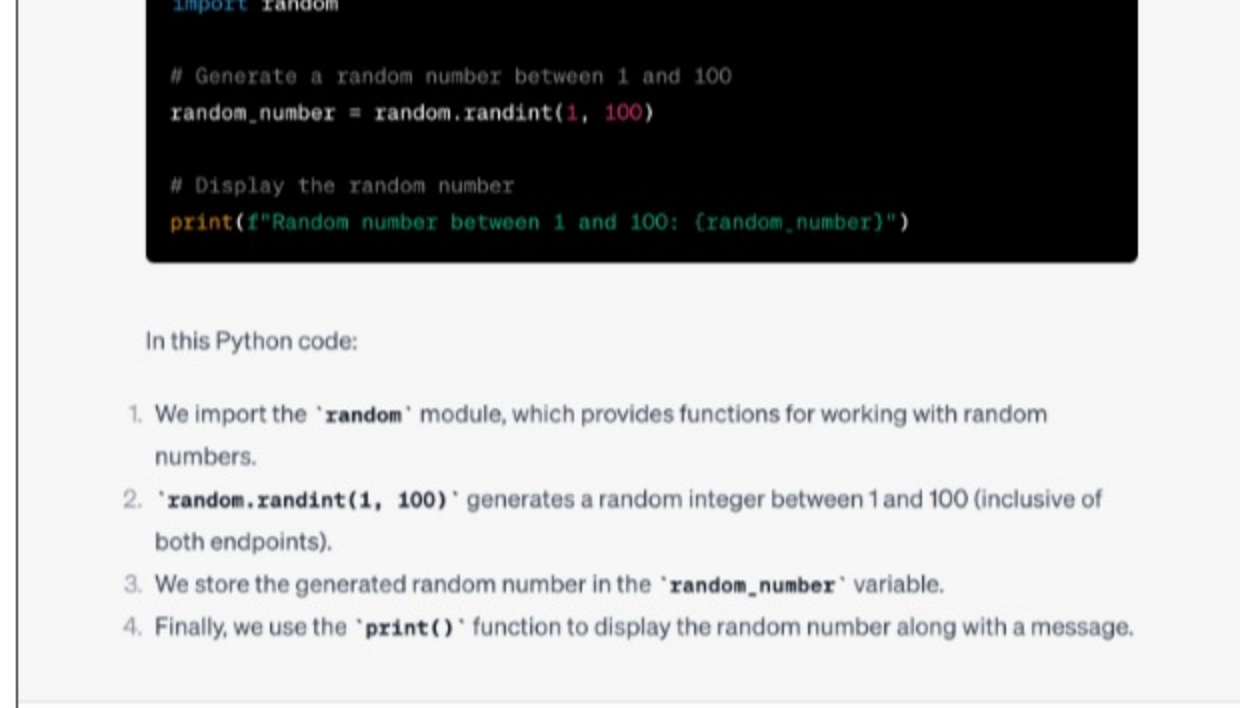 import random
# Generate a random number between 1 and 100
random_number = random.randint(1, 100)
# Display the random number
print(f"Random number between 1 and 100: {random_number}")
In this Python code:
1. We import the `random` module, which provides functions for working with random
numbers.
2. `random.randint(1, 100)` generates a random integer between 1 and 100 (inclusive of
both endpoints).
3. We store the generated random number in the `random_number` variable.
4. Finally, we use the `print()` function to display the random number along with a message.